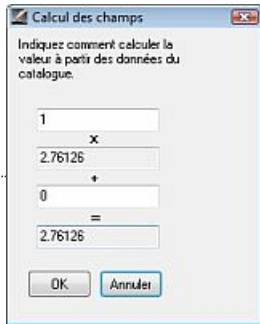 Calcul des champs
Indiquez comment calculer la
valeur à partir des données du
catalogue.
1
x
2.76126
+
0
=
2.76126
OK Annuler